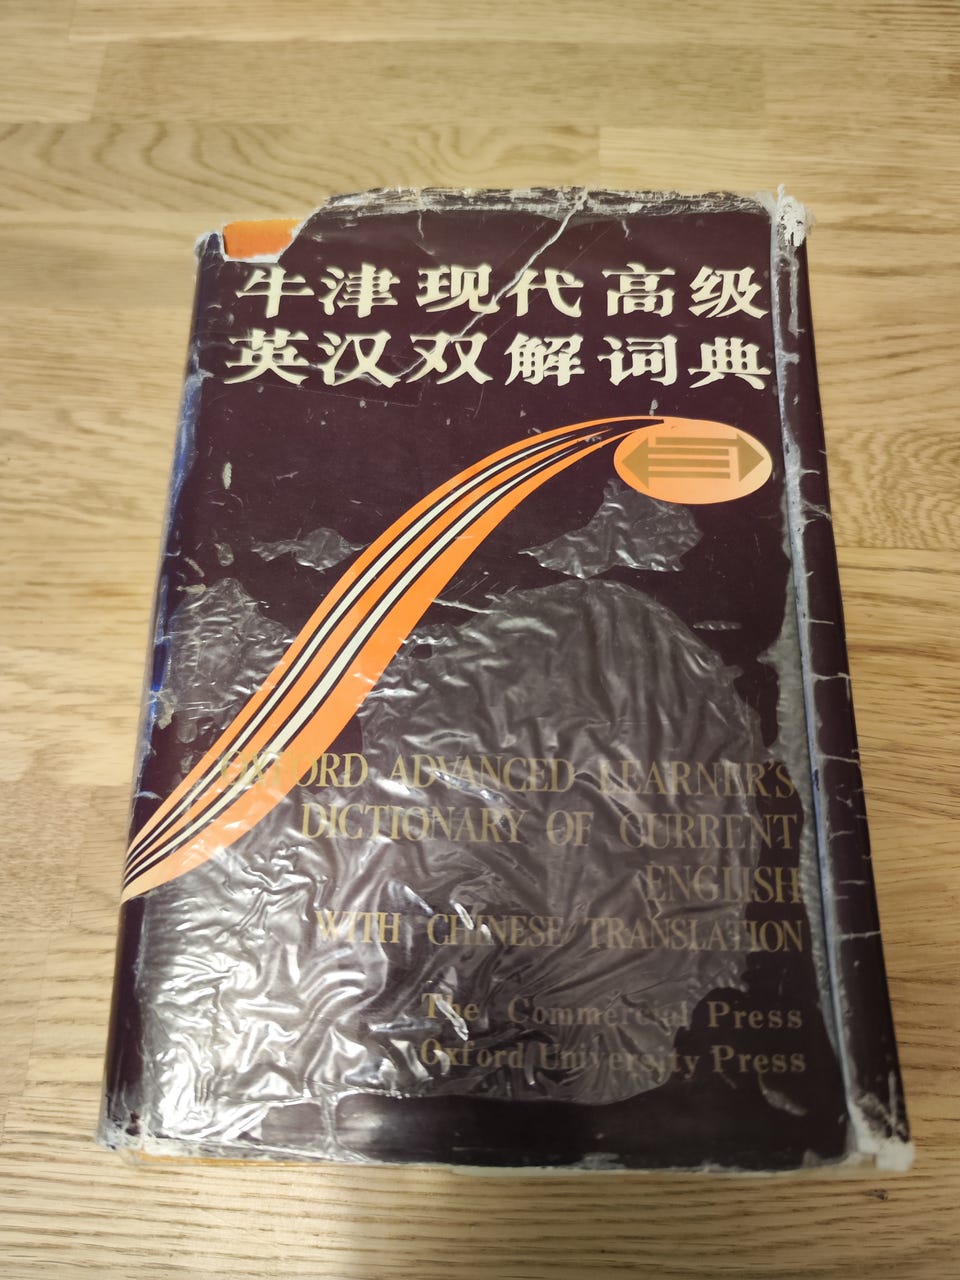 牛津现代高级
英汉双解词典
OXFORD ADVANCED LEARNER'S
DICTIONARY OF CURRENT
ENGLISH
WITH CHINESE TRANSLATION
The Commercial Press
Oxford University Press